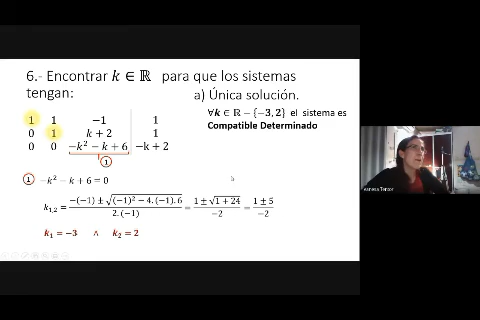 6.- Encontrar k ∈ ℝ para que los sistemas
tengan:
a) Única solución.
1 1 −1 1
0 1 k + 2 1
0 0 −k² − k + 6 −k + 2
1
∀k ∈ ℝ − {−3, 2} el sistema es
Compatible Determinado
1 −k² − k + 6 = 0
k₁,₂ = −(−1) ± √((−1)² − 4.(−1).6) / 2.(−1) = 1 ± √(1 + 24) / −2 = 1 ± 5 / −2
k₁ = −3 ∧ k₂ = 2